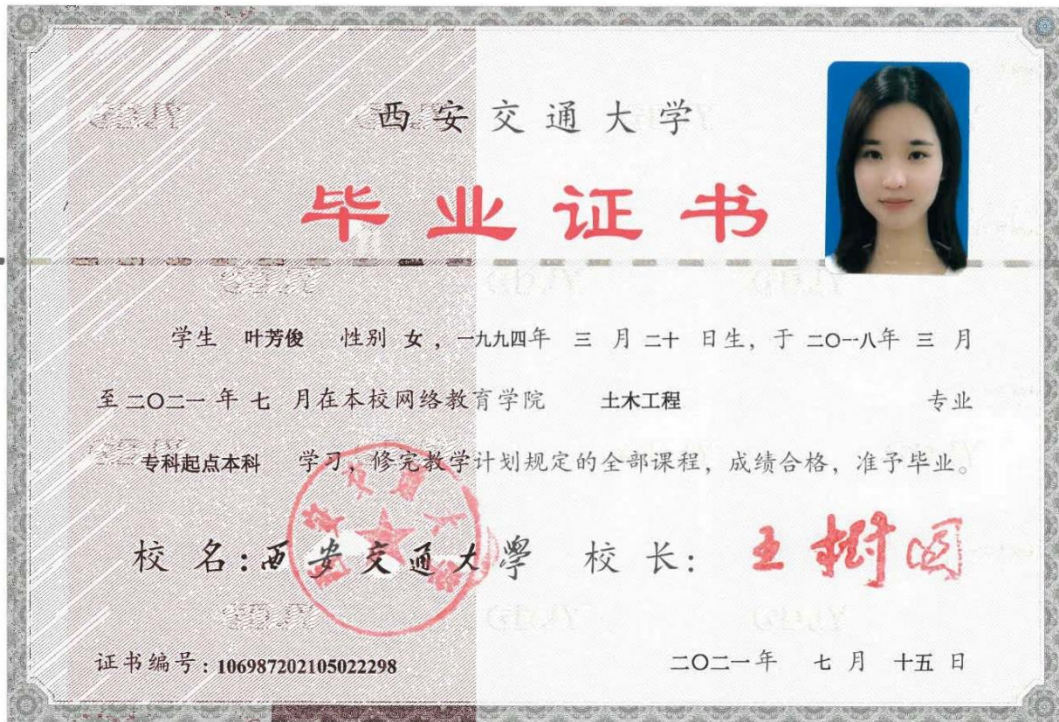 西安交通大学
毕业证书
学生 叶芳俊 性别 女，一九九四年 三 月 二十 日生，于 二〇一八年 三 月
至 二〇二一 年 七 月在本校网络教育学院 土木工程 专业
专科起点本科 学习，修完教学计划规定的全部课程，成绩合格，准予毕业。
校 名：西安交通大學 校 长：王树国
证书编号：106987202105022298 二〇二一年 七 月 十五 日